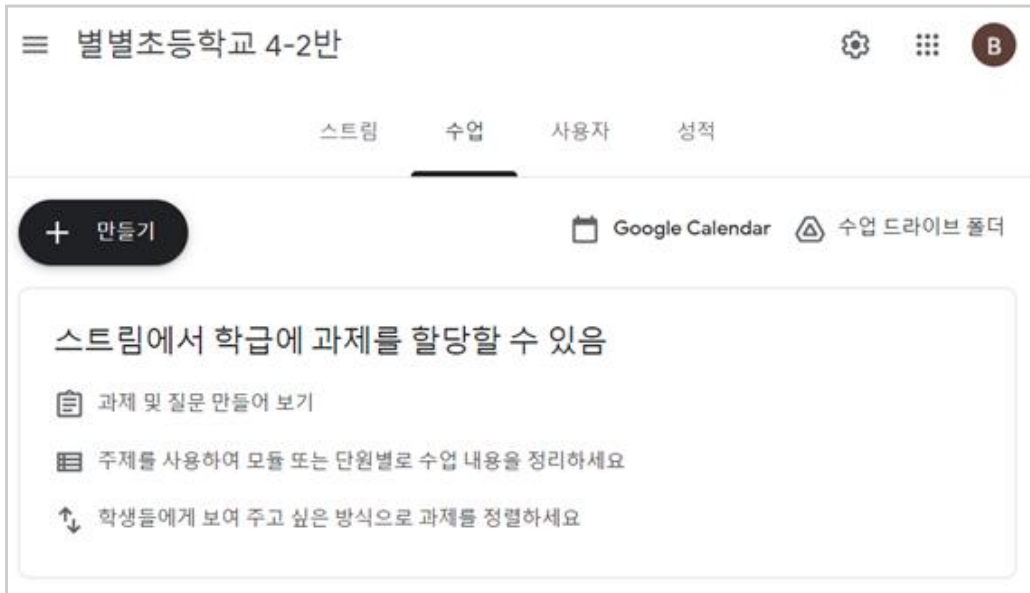 별별초등학교 4-2반
B
스트림 수업 사용자 성적
만들기
Google Calendar 수업 드라이브 폴더
스트림에서 학급에 과제를 할당할 수 있음
과제 및 질문 만들어 보기
주제를 사용하여 모듈 또는 단원별로 수업 내용을 정리하세요
학생들에게 보여 주고 싶은 방식으로 과제를 정렬하세요